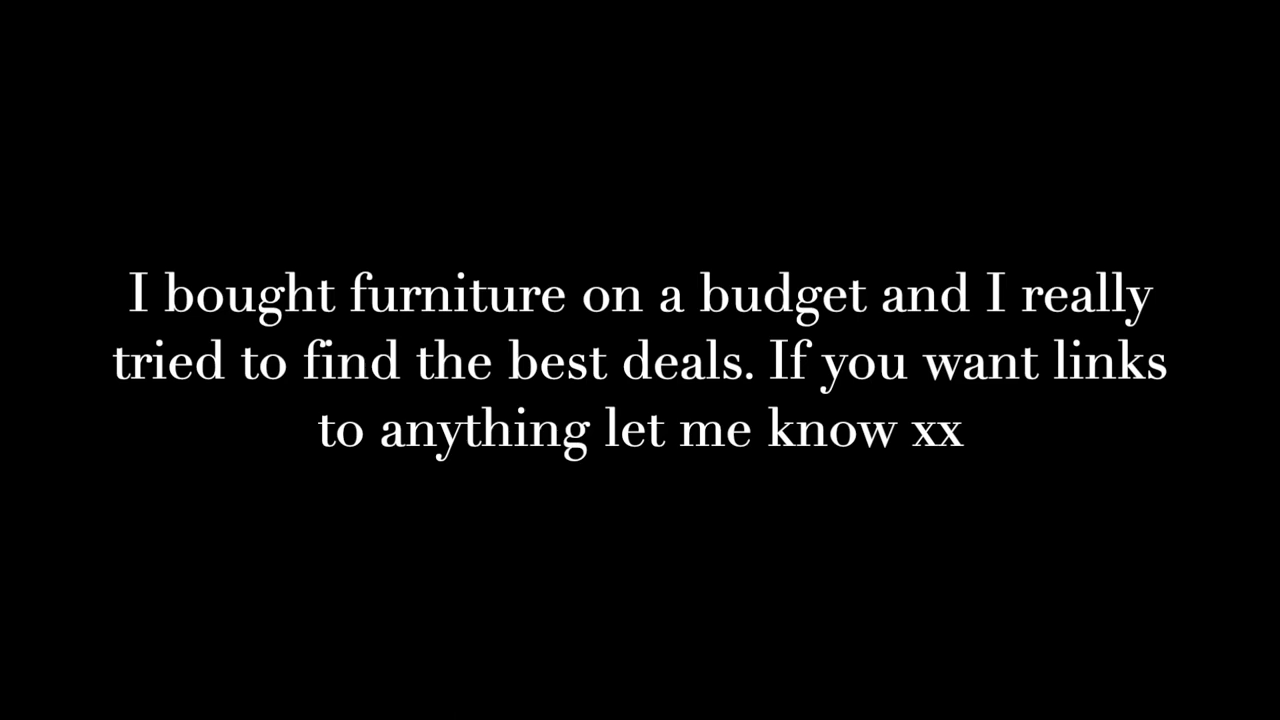 I bought furniture on a budget and I really
tried to find the best deals. If you want links
to anything let me know xx